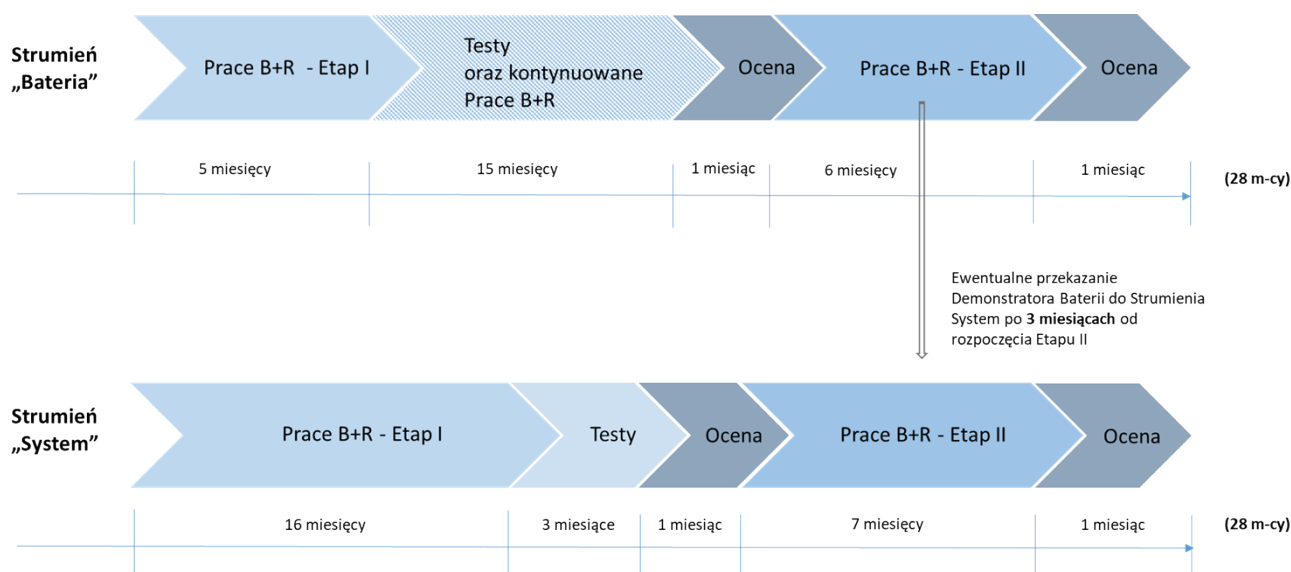 Strumień
„Bateria”
Prace B+R - Etap I
Testy
oraz kontynuowane
Prace B+R
Ocena
Prace B+R - Etap II
Ocena
5 miesięcy
15 miesięcy
1 miesiąc
6 miesięcy
1 miesiąc
(28 m-cy)
Ewentualne przekazanie
Demonstratora Baterii do Strumienia
System po 3 miesiącach od
rozpoczęcia Etapu II
Strumień
„System”
Prace B+R - Etap I
Testy
Ocena
Prace B+R - Etap II
Ocena
16 miesięcy
3 miesiące
1 miesiąc
7 miesięcy
1 miesiąc
(28 m-cy)